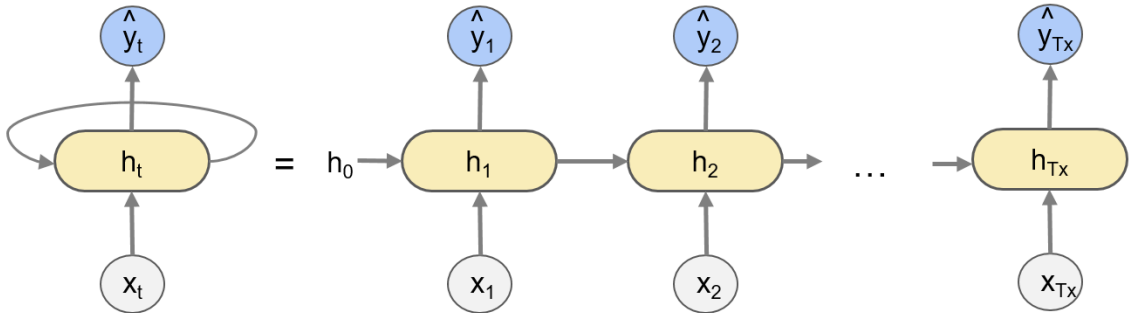 ŷt ŷ1 ŷ2 ŷTx
ht = h0 h1 h2 ... hTx
xt x1 x2 xTx